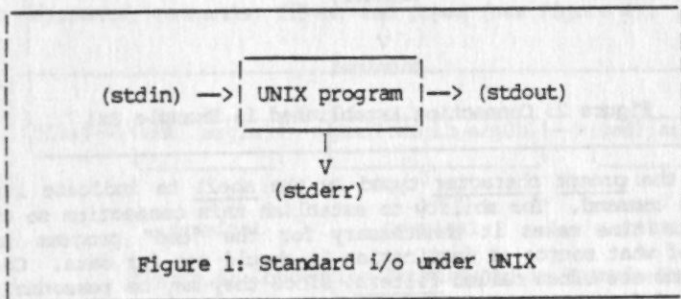 (stdin) —>| UNIX program |—> (stdout)
V
(stderr)
Figure 1: Standard i/o under UNIX